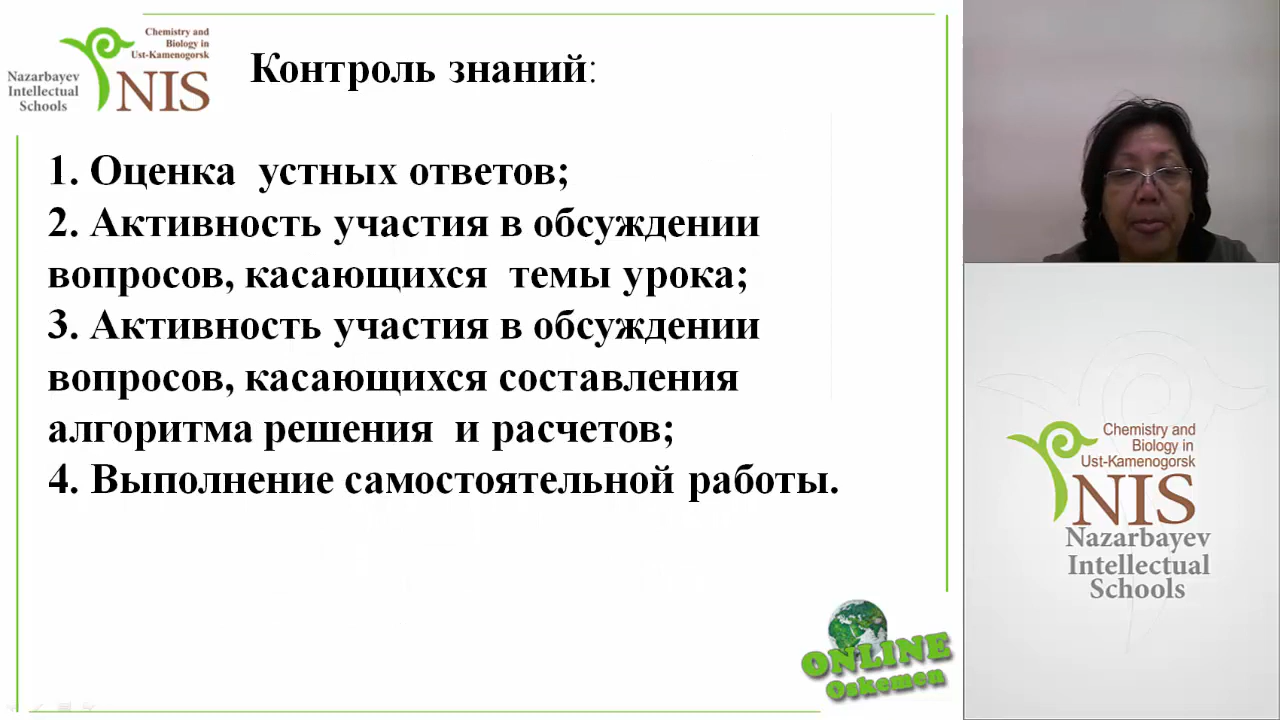 Chemistry and
Biology in
Ust-Kamenogorsk
Nazarbayev
Intellectual
Schools
NIS
Контроль знаний:
1. Оценка устных ответов;
2. Активность участия в обсуждении
вопросов, касающихся темы урока;
3. Активность участия в обсуждении
вопросов, касающихся составления
алгоритма решения и расчетов;
4. Выполнение самостоятельной работы.
ONLINE
Oskemen
Chemistry and
Biology in
Ust-Kamenogorsk
NIS
Nazarbayev
Intellectual
Schools